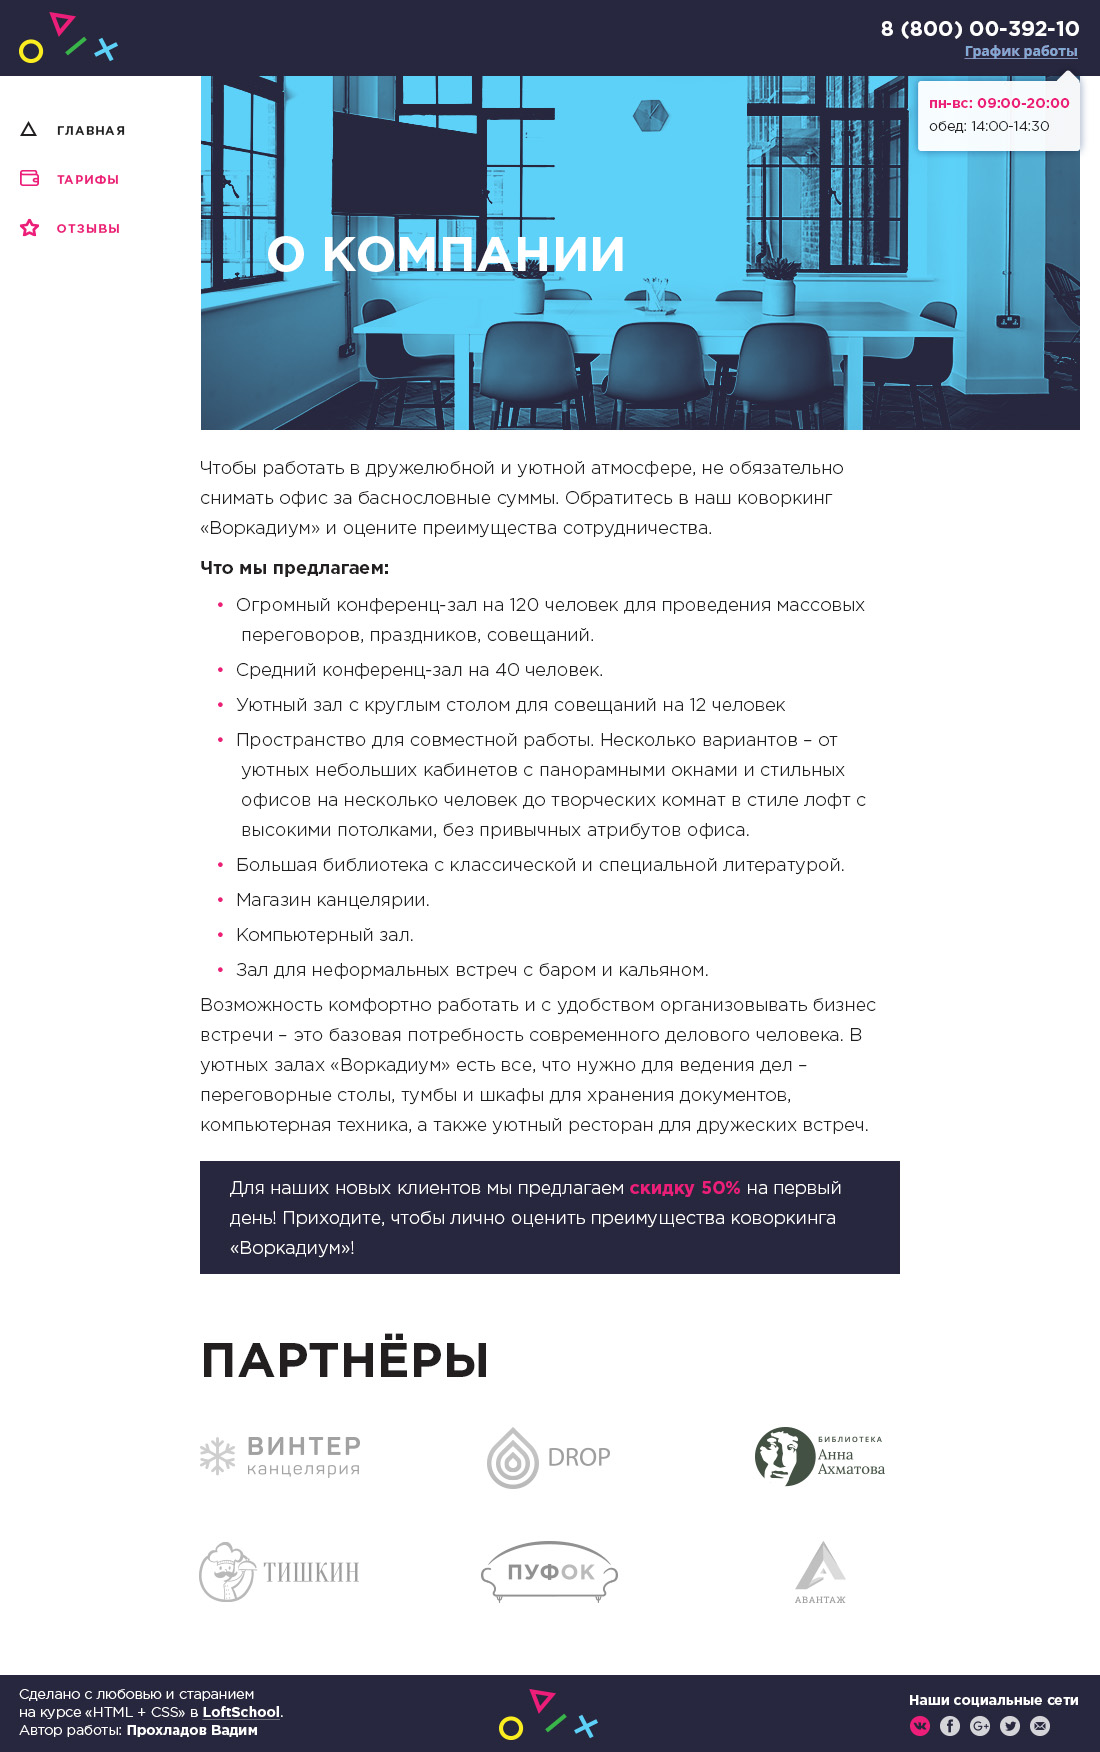 8 (800) 00-392-10
График работы
пн-вс: 09:00-20:00
обед: 14:00-14:30
ГЛАВНАЯ
ТАРИФЫ
ОТЗЫВЫ
О КОМПАНИИ
Чтобы работать в дружелюбной и уютной атмосфере, не обязательно
снимать офис за баснословные суммы. Обратитесь в наш коворкинг
«Воркадиум» и оцените преимущества сотрудничества.
Что мы предлагаем:
• Огромный конференц-зал на 120 человек для проведения массовых
переговоров, праздников, совещаний.
• Средний конференц-зал на 40 человек.
• Уютный зал с круглым столом для совещаний на 12 человек
• Пространство для совместной работы. Несколько вариантов – от
уютных небольших кабинетов с панорамными окнами и стильных
офисов на несколько человек до творческих комнат в стиле лофт с
высокими потолками, без привычных атрибутов офиса.
• Большая библиотека с классической и специальной литературой.
• Магазин канцелярии.
• Компьютерный зал.
• Зал для неформальных встреч с баром и кальяном.
Возможность комфортно работать и с удобством организовывать бизнес
встречи – это базовая потребность современного делового человека. В
уютных залах «Воркадиум» есть все, что нужно для ведения дел –
переговорные столы, тумбы и шкафы для хранения документов,
компьютерная техника, а также уютный ресторан для дружеских встреч.
Для наших новых клиентов мы предлагаем скидку 50% на первый
день! Приходите, чтобы лично оценить преимущества коворкинга
«Воркадиум»!
ПАРТНЁРЫ
ВИНТЕР
канцелярия
DROP
БИБЛИОТЕКА
Анна
Ахматова
ТИШКИН
ПУФОК
АВАНТАЖ
Сделано с любовью и старанием
на курсе «HTML + CSS» в LoftSchool.
Автор работы: Прохладов Вадим
Наши социальные сети